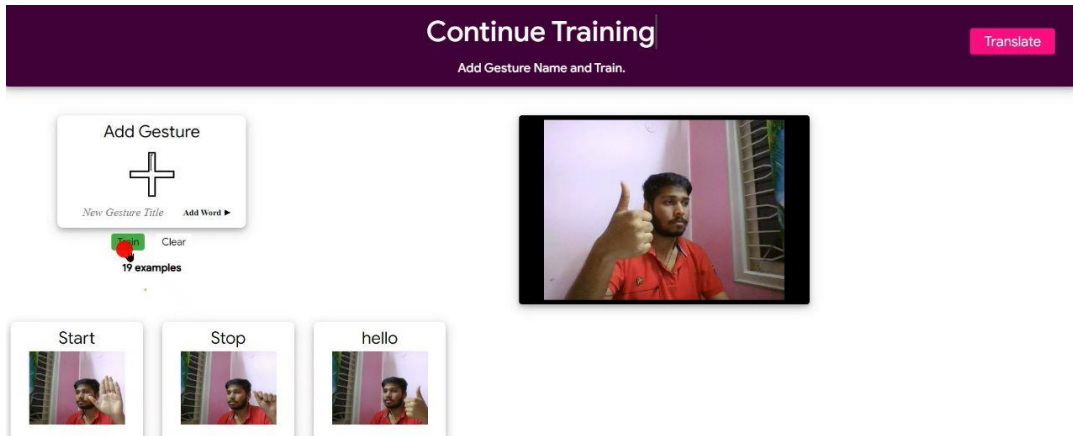 Continue Training
Translate
Add Gesture Name and Train.
Add Gesture
New Gesture Title Add Word ►
Train Clear
19 examples
Start Stop hello